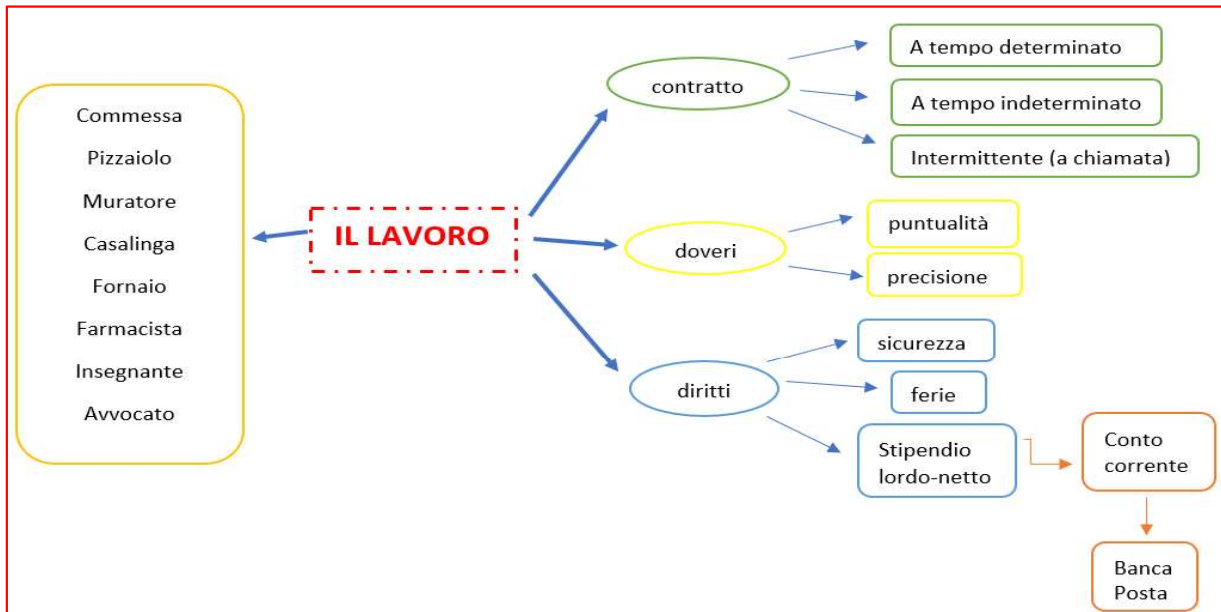 Commessa
Pizzaiolo
Muratore
Casalinga
Fornaio
Farmacista
Insegnante
Avvocato
IL LAVORO
contratto
A tempo determinato
A tempo indeterminato
Intermittente (a chiamata)
doveri
puntualità
precisione
diritti
sicurezza
ferie
Stipendio
lordo-netto
Conto
corrente
Banca
Posta